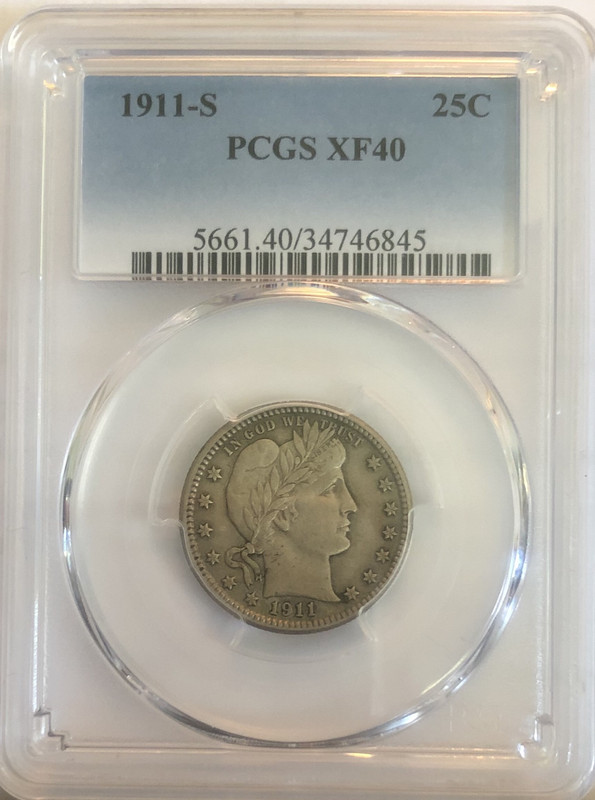 1911-S 25C
PCGS XF40
5661.40/34746845
IN GOD WE TRUST
1911